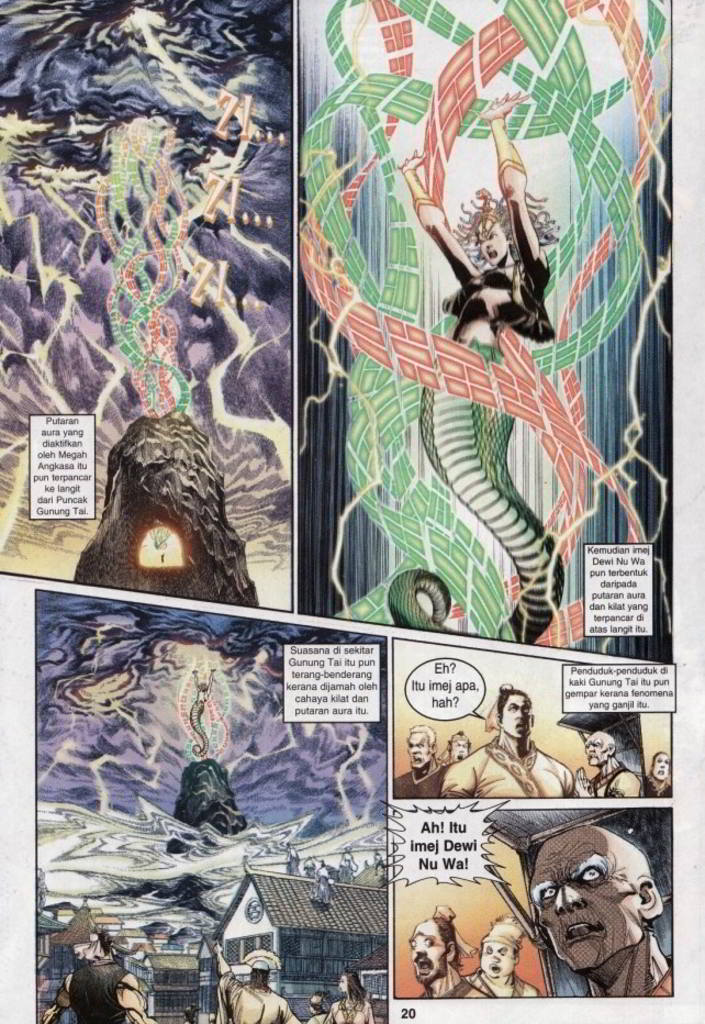 71...
71...
71...
Putaran
aura yang
diaktifkan
oleh Megah
Angkasa itu
pun terpancar
ke langit
dari Puncak
Gunung Tai.
Kemudian imej
Dewi Nu Wa
pun terbentuk
daripada
putaran aura
dan kilat yang
terpancar di
atas langit itu.
Suasana di sekitar
Gunung Tai itu pun
terang-benderang
kerana dijamah oleh
cahaya kilat dan
putaran aura itu.
Eh?
Itu imej apa,
hah?
Penduduk-penduduk di
kaki Gunung Tai itu pun
gempar kerana fenomena
yang ganjil itu.
Ah! Itu
imej Dewi
Nu Wa!
20